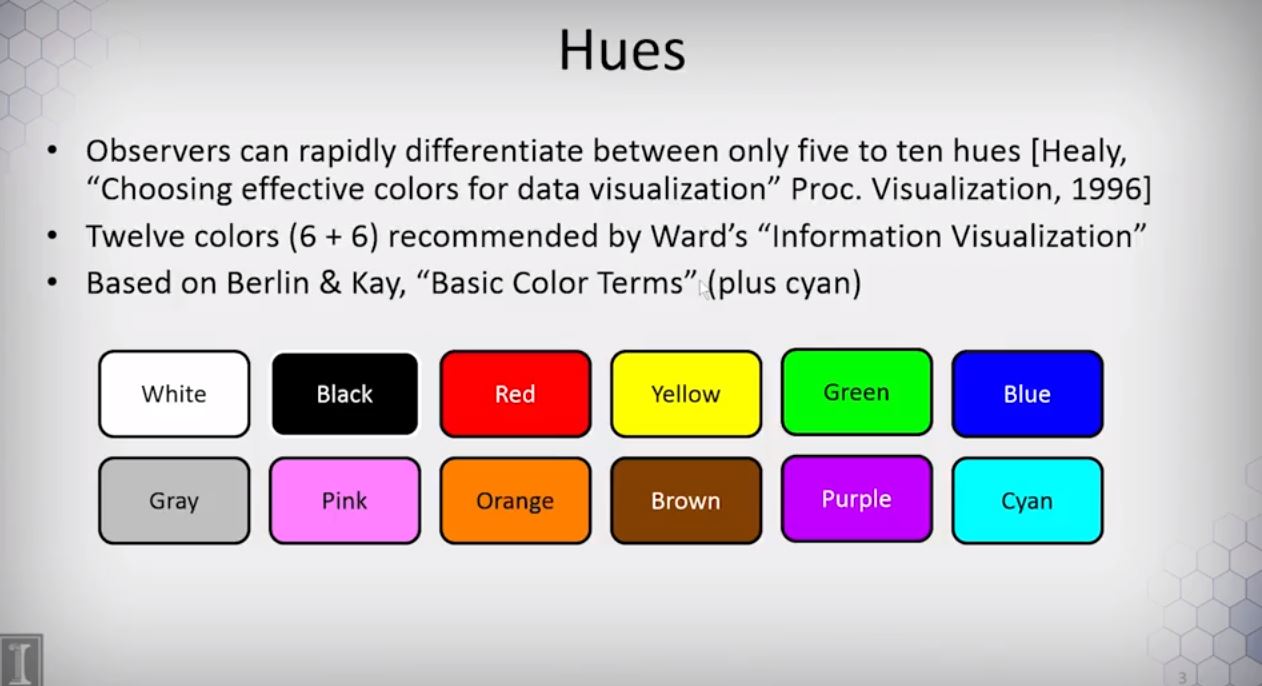 Hues
• Observers can rapidly differentiate between only five to ten hues [Healy,
“Choosing effective colors for data visualization” Proc. Visualization, 1996]
• Twelve colors (6 + 6) recommended by Ward’s “Information Visualization”
• Based on Berlin & Kay, “Basic Color Terms” (plus cyan)
White Black Red Yellow Green Blue
Gray Pink Orange Brown Purple Cyan
I
3